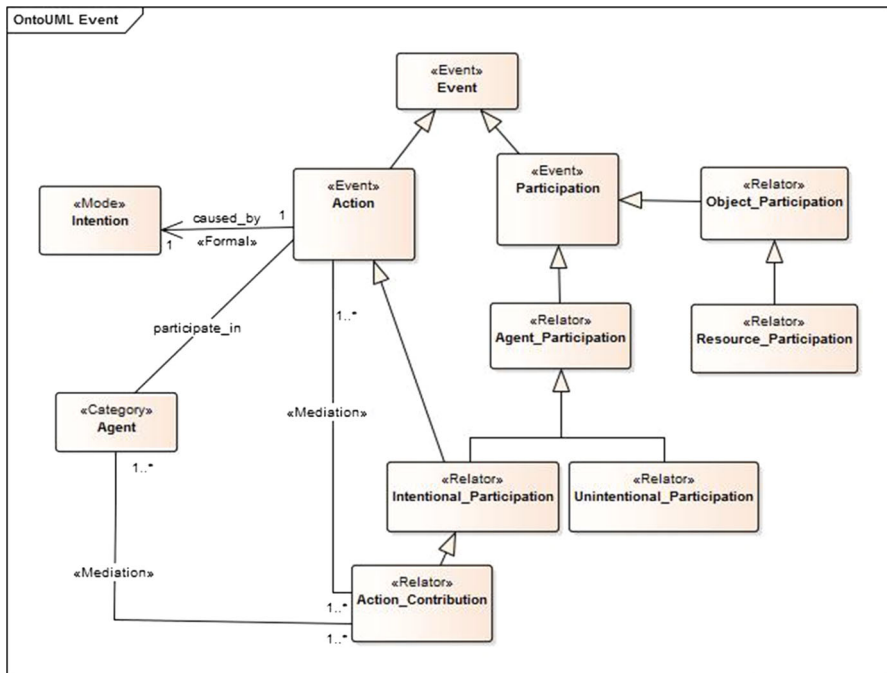 OntoUML Event
«Event»
Event
«Event»
Action
«Event»
Participation
«Relator»
Object_Participation
«Mode»
Intention
caused_by
1
1
«Formal»
participate_in
1..*
«Relator»
Agent_Participation
«Relator»
Resource_Participation
«Category»
Agent
«Mediation»
1..*
«Relator»
Intentional_Participation
«Relator»
Unintentional_Participation
«Mediation»
«Relator»
Action_Contribution
1..*
1..*